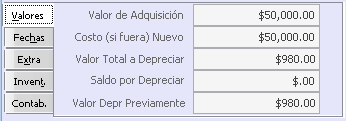 Valores Valor de Adquisición $50,000.00
Fechas Costo (si fuera) Nuevo $50,000.00
Extra Valor Total a Depreciar $980.00
Invent. Saldo por Depreciar $.00
Contab. Valor Depr Previamente $980.00